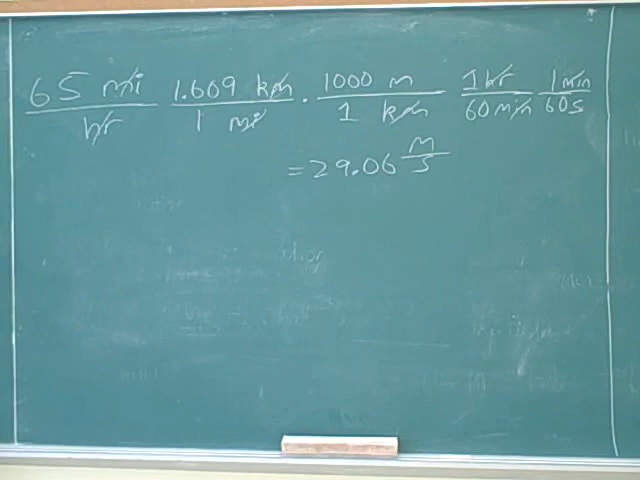 65 mi / hr 1.609 km / 1 mi · 1000 m / 1 km 1 hr / 60 min 1 min / 60 s
= 29.06 m / s